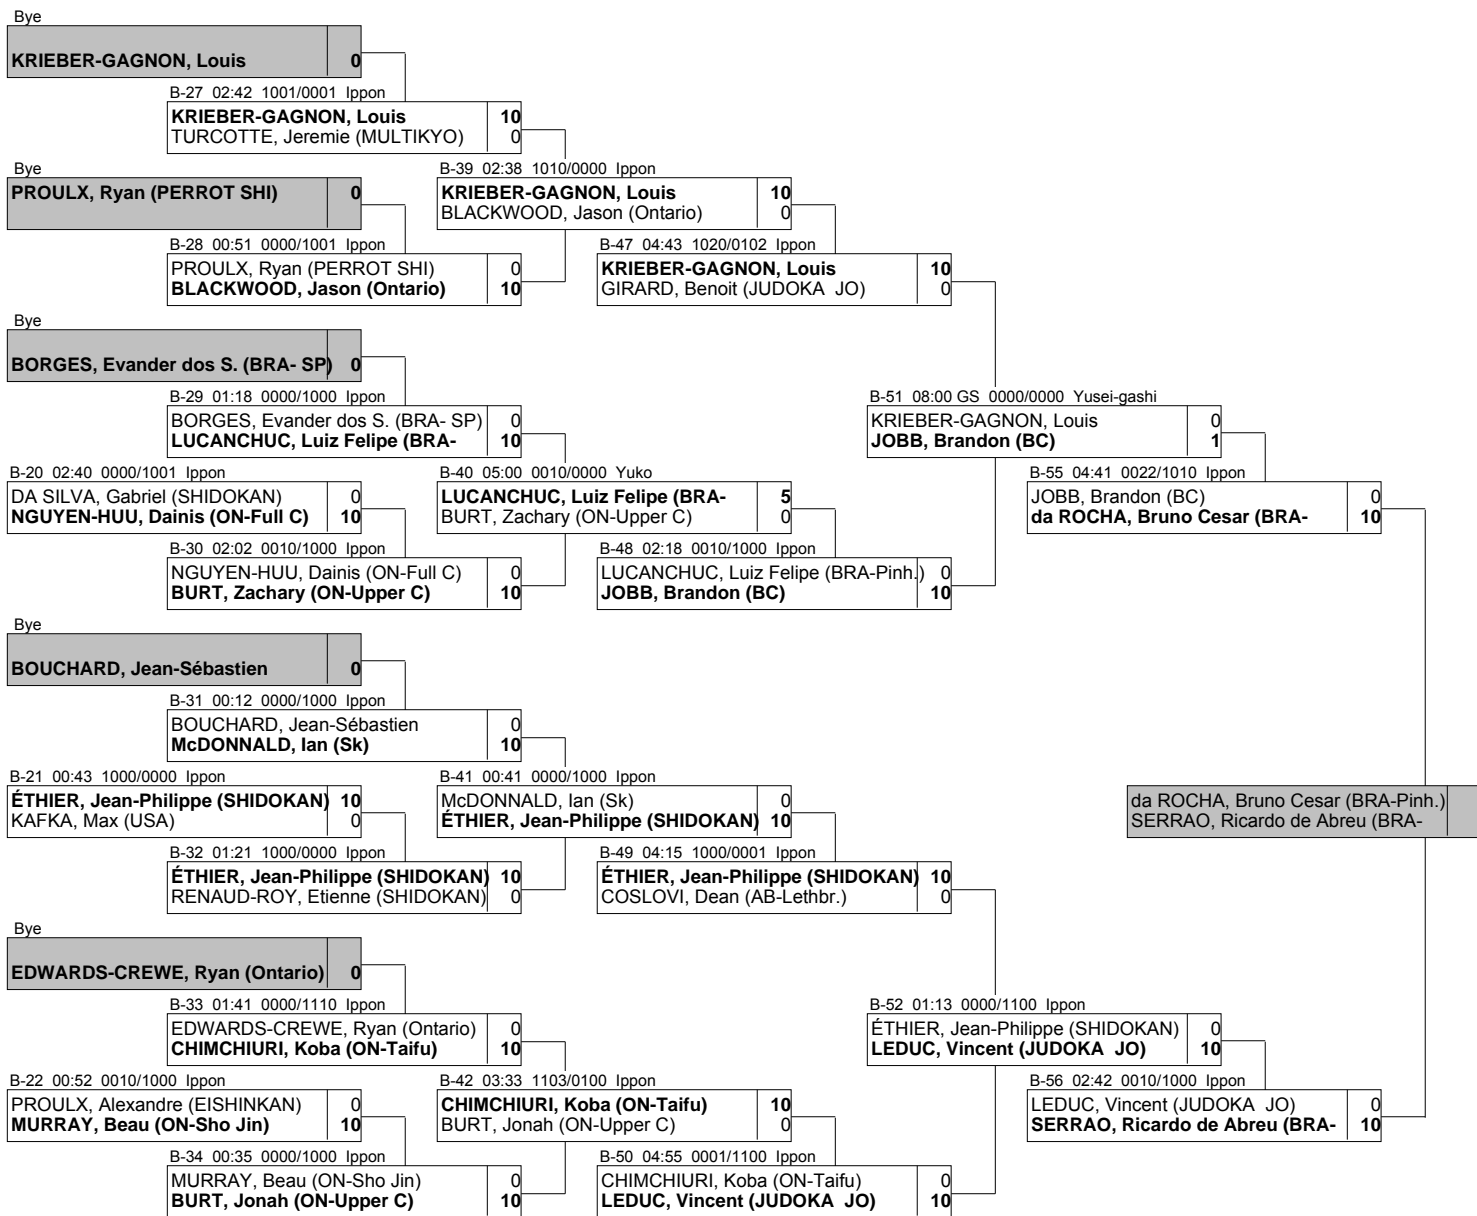 Bye
KRIEBER-GAGNON, Louis 0
B-27 02:42 1001/0001 Ippon
KRIEBER-GAGNON, Louis 10
TURCOTTE, Jeremie (MULTIKYO) 0
Bye
PROULX, Ryan (PERROT SHI) 0
B-39 02:38 1010/0000 Ippon
KRIEBER-GAGNON, Louis 10
BLACKWOOD, Jason (Ontario) 0
B-28 00:51 0000/1001 Ippon
PROULX, Ryan (PERROT SHI) 0
BLACKWOOD, Jason (Ontario) 10
B-47 04:43 1020/0102 Ippon
KRIEBER-GAGNON, Louis 10
GIRARD, Benoit (JUDOKA JO) 0
Bye
BORGES, Evander dos S. (BRA- SP) 0
B-29 01:18 0000/1000 Ippon
BORGES, Evander dos S. (BRA- SP) 0
LUCANCHUC, Luiz Felipe (BRA- 10
B-51 08:00 GS 0000/0000 Yusei-gashi
KRIEBER-GAGNON, Louis 0
JOBB, Brandon (BC) 1
B-20 02:40 0000/1001 Ippon
DA SILVA, Gabriel (SHIDOKAN) 0
NGUYEN-HUU, Dainis (ON-Full C) 10
B-40 05:00 0010/0000 Yuko
LUCANCHUC, Luiz Felipe (BRA- 5
BURT, Zachary (ON-Upper C) 0
B-55 04:41 0022/1010 Ippon
JOBB, Brandon (BC) 0
da ROCHA, Bruno Cesar (BRA- 10
B-30 02:02 0010/1000 Ippon
NGUYEN-HUU, Dainis (ON-Full C) 0
BURT, Zachary (ON-Upper C) 10
B-48 02:18 0010/1000 Ippon
LUCANCHUC, Luiz Felipe (BRA-Pinh.) 0
JOBB, Brandon (BC) 10
Bye
BOUCHARD, Jean-Sébastien 0
B-31 00:12 0000/1000 Ippon
BOUCHARD, Jean-Sébastien 0
McDONNALD, Ian (Sk) 10
B-21 00:43 1000/0000 Ippon
ÉTHIER, Jean-Philippe (SHIDOKAN) 10
KAFKA, Max (USA) 0
B-41 00:41 0000/1000 Ippon
McDONNALD, Ian (Sk) 0
ÉTHIER, Jean-Philippe (SHIDOKAN) 10
da ROCHA, Bruno Cesar (BRA-Pinh.)
SERRAO, Ricardo de Abreu (BRA-
B-32 01:21 1000/0000 Ippon
ÉTHIER, Jean-Philippe (SHIDOKAN) 10
RENAUD-ROY, Etienne (SHIDOKAN) 0
B-49 04:15 1000/0001 Ippon
ÉTHIER, Jean-Philippe (SHIDOKAN) 10
COSLOVI, Dean (AB-Lethbr.) 0
Bye
EDWARDS-CREWE, Ryan (Ontario) 0
B-33 01:41 0000/1110 Ippon
EDWARDS-CREWE, Ryan (Ontario) 0
CHIMCHIURI, Koba (ON-Taifu) 10
B-52 01:13 0000/1100 Ippon
ÉTHIER, Jean-Philippe (SHIDOKAN) 0
LEDUC, Vincent (JUDOKA JO) 10
B-22 00:52 0010/1000 Ippon
PROULX, Alexandre (EISHINKAN) 0
MURRAY, Beau (ON-Sho Jin) 10
B-42 03:33 1103/0100 Ippon
CHIMCHIURI, Koba (ON-Taifu) 10
BURT, Jonah (ON-Upper C) 0
B-56 02:42 0010/1000 Ippon
LEDUC, Vincent (JUDOKA JO) 0
SERRAO, Ricardo de Abreu (BRA- 10
B-34 00:35 0000/1000 Ippon
MURRAY, Beau (ON-Sho Jin) 0
BURT, Jonah (ON-Upper C) 10
B-50 04:55 0001/1100 Ippon
CHIMCHIURI, Koba (ON-Taifu) 0
LEDUC, Vincent (JUDOKA JO) 10